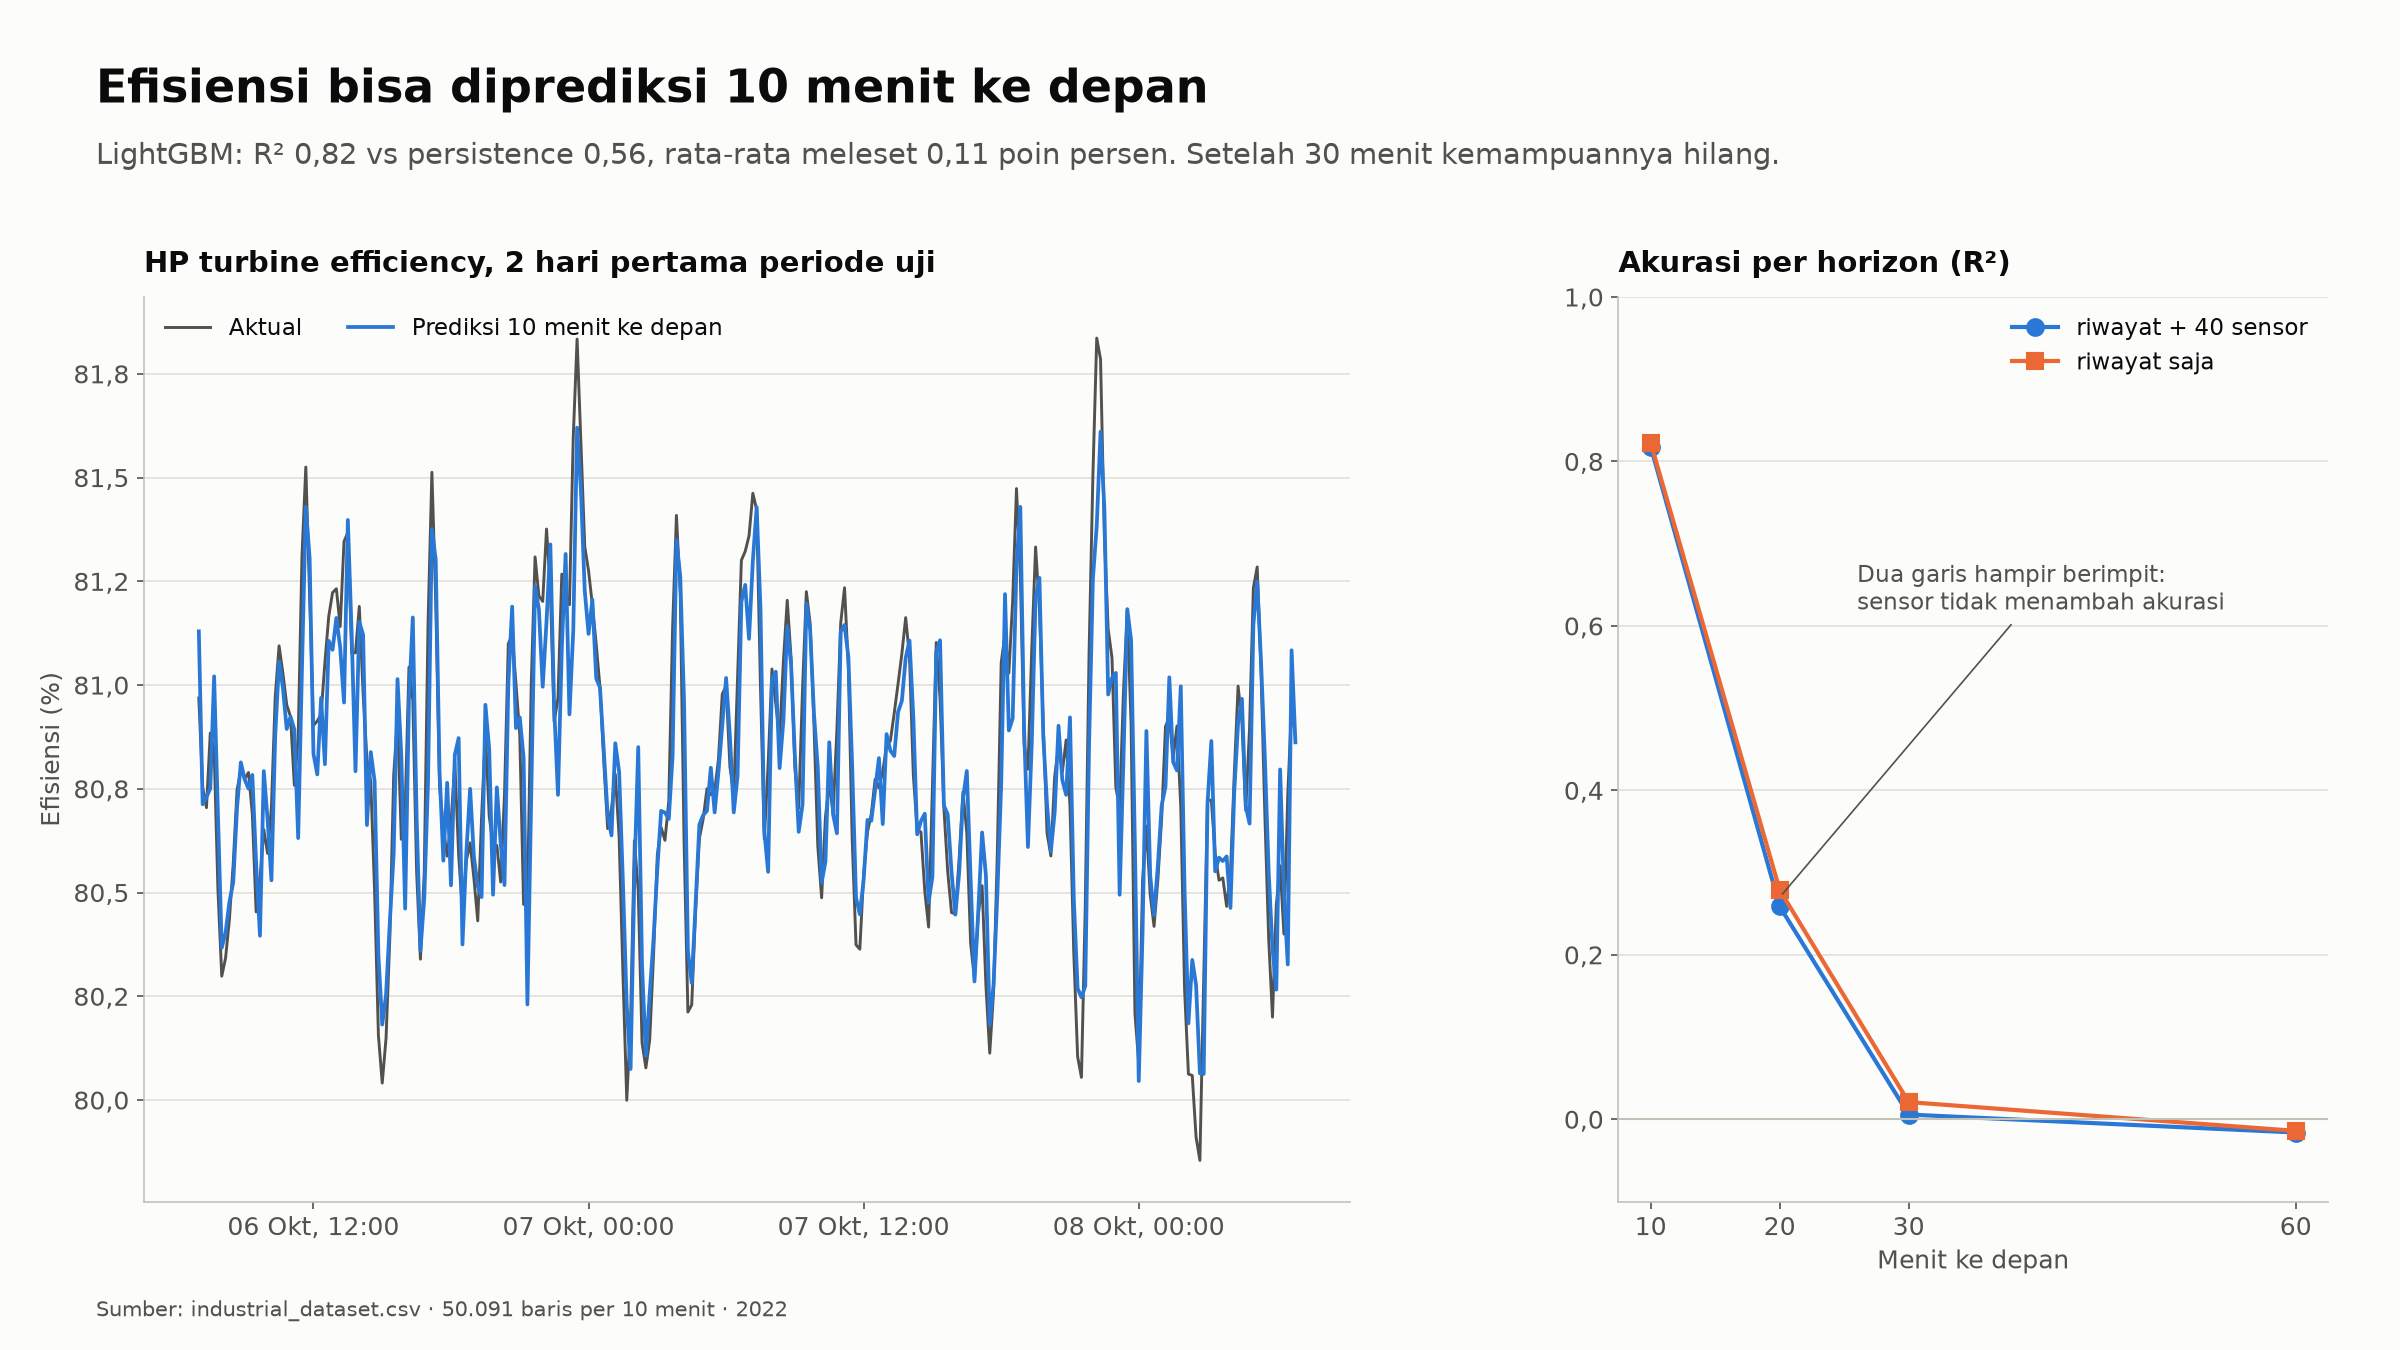 Efisiensi bisa diprediksi 10 menit ke depan
LightGBM: R² 0,82 vs persistence 0,56, rata-rata meleset 0,11 poin persen. Setelah 30 menit kemampuannya hilang.
HP turbine efficiency, 2 hari pertama periode uji
Aktual
Prediksi 10 menit ke depan
81,8
81,5
81,2
81,0
80,8
80,5
80,2
80,0
Efisiensi (%)
06 Okt, 12:00
07 Okt, 00:00
07 Okt, 12:00
08 Okt, 00:00
Akurasi per horizon (R²)
riwayat + 40 sensor
riwayat saja
1,0
0,8
0,6
0,4
0,2
0,0
Dua garis hampir berimpit:
sensor tidak menambah akurasi
10
20
30
60
Menit ke depan
Sumber: industrial_dataset.csv · 50.091 baris per 10 menit · 2022